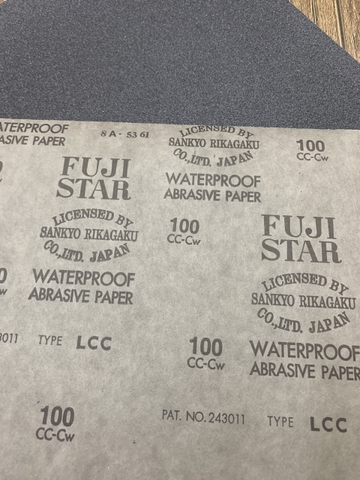 WATERPROOF
ABRASIVE PAPER
8A-5361
LICENSED BY
SANKYO RIKAGAKU
CO.,LTD. JAPAN
100
CC-Cw
FUJI
STAR
WATERPROOF
ABRASIVE PAPER
LICENSED BY
SANKYO RIKAGAKU
CO.,LTD. JAPAN
100
CC-Cw
FUJI
STAR
WATERPROOF
ABRASIVE PAPER
LICENSED BY
SANKYO RIKAGAKU
CO.,LTD. JAPAN
3011 TYPE LCC
100
CC-Cw
WATERPROOF
ABRASIVE PAPER
100
CC-Cw
PAT. NO. 243011 TYPE LCC